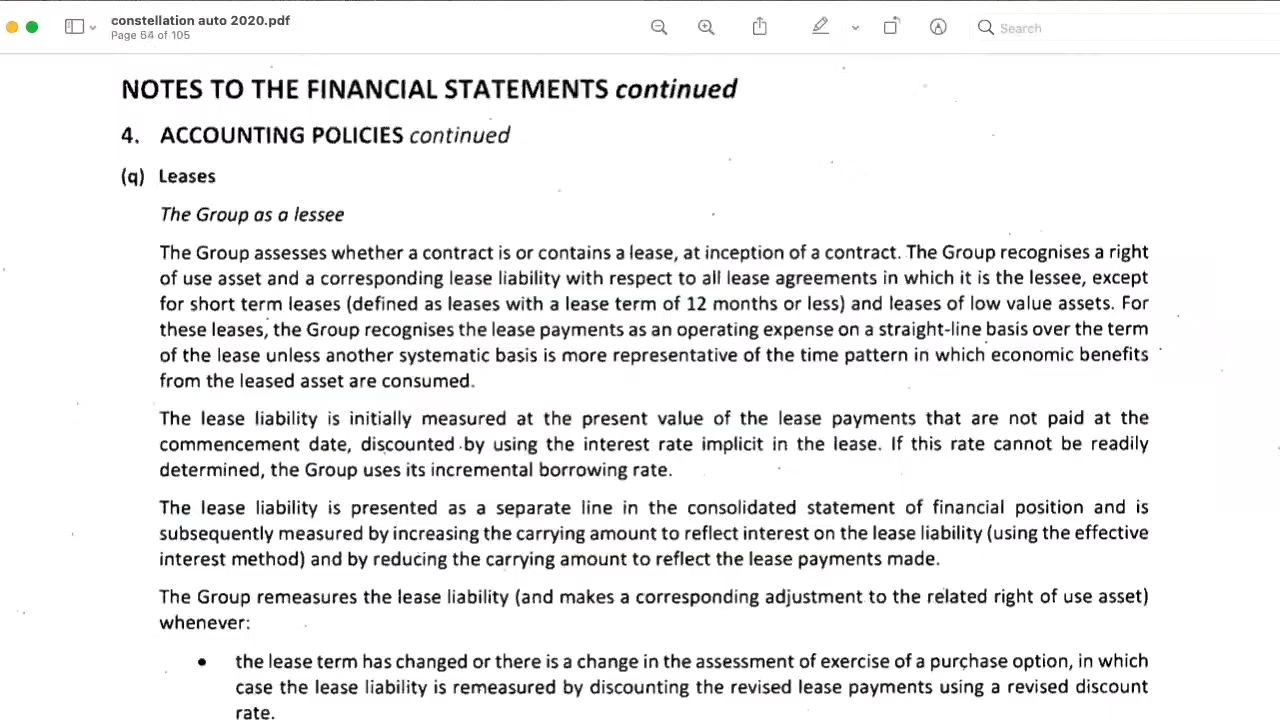 constellation auto 2020.pdf
Page 64 of 105
Search
NOTES TO THE FINANCIAL STATEMENTS continued
4. ACCOUNTING POLICIES continued
(q) Leases
The Group as a lessee
The Group assesses whether a contract is or contains a lease, at inception of a contract. The Group recognises a right
of use asset and a corresponding lease liability with respect to all lease agreements in which it is the lessee, except
for short term leases (defined as leases with a lease term of 12 months or less) and leases of low value assets. For
these leases, the Group recognises the lease payments as an operating expense on a straight-line basis over the term
of the lease unless another systematic basis is more representative of the time pattern in which economic benefits
from the leased asset are consumed.
The lease liability is initially measured at the present value of the lease payments that are not paid at the
commencement date, discounted by using the interest rate implicit in the lease. If this rate cannot be readily
determined, the Group uses its incremental borrowing rate.
The lease liability is presented as a separate line in the consolidated statement of financial position and is
subsequently measured by increasing the carrying amount to reflect interest on the lease liability (using the effective
interest method) and by reducing the carrying amount to reflect the lease payments made.
The Group remeasures the lease liability (and makes a corresponding adjustment to the related right of use asset)
whenever:
• the lease term has changed or there is a change in the assessment of exercise of a purchase option, in which
case the lease liability is remeasured by discounting the revised lease payments using a revised discount
rate.